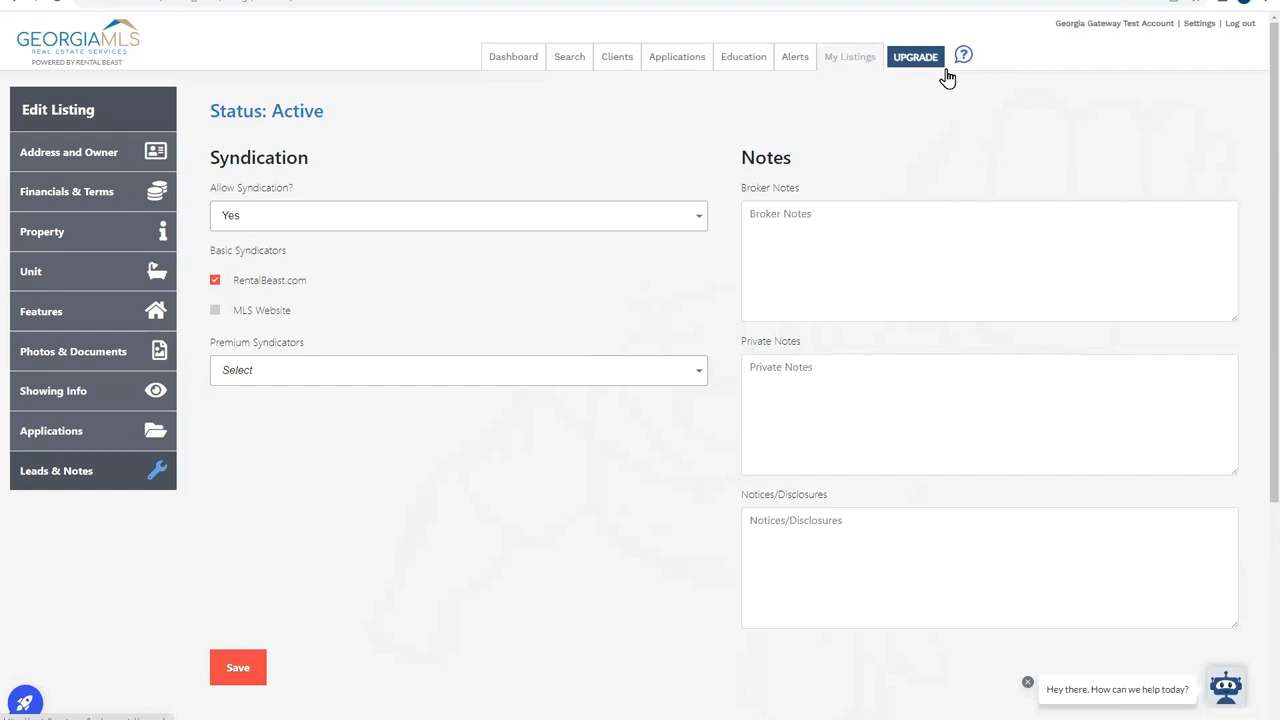 Georgia Gateway Test Account | Settings | Log out
GEORGIAMLS
REAL ESTATE SERVICES
POWERED BY RENTAL BEAST
Dashboard Search Clients Applications Education Alerts My Listings UPGRADE ?
Edit Listing
Address and Owner
Financials & Terms
Property
Unit
Features
Photos & Documents
Showing Info
Applications
Leads & Notes
Status: Active
Syndication
Allow Syndication?
Yes
Basic Syndicators
RentalBeast.com
MLS Website
Premium Syndicators
Select
Save
Notes
Broker Notes
Broker Notes
Private Notes
Private Notes
Notices/Disclosures
Notices/Disclosures
Hey there. How can we help today?